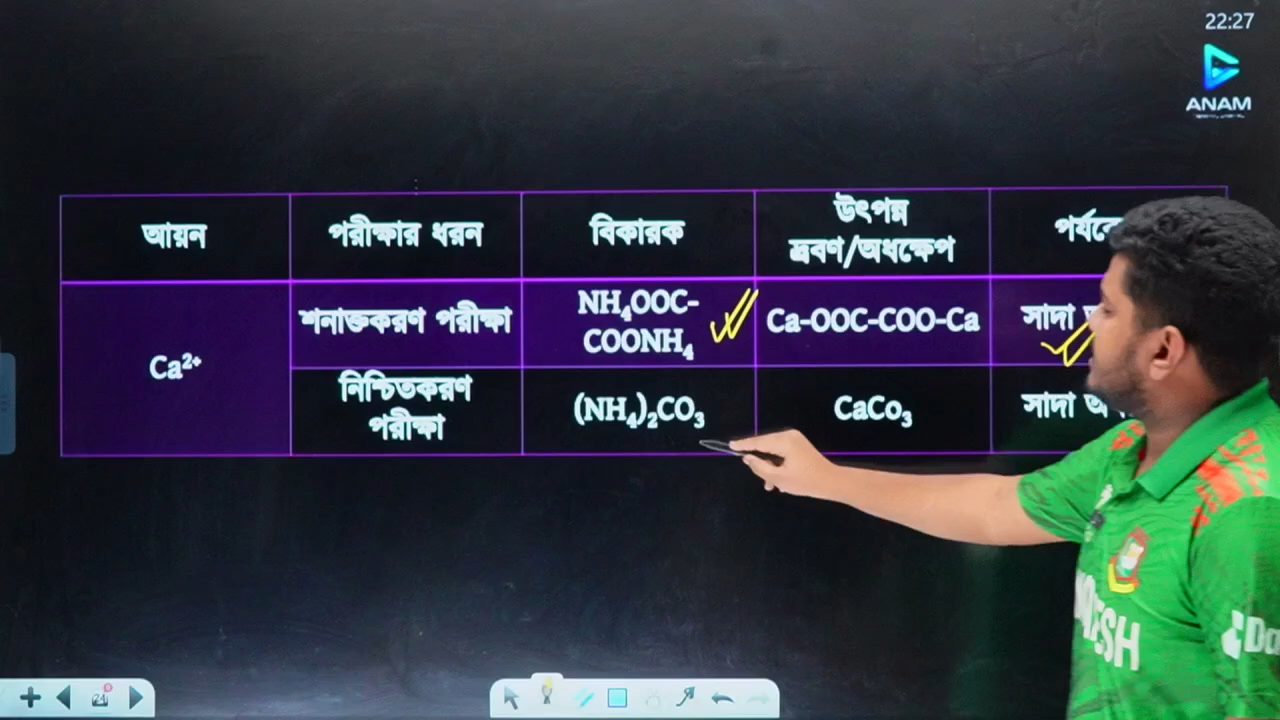 22:27
ANAM
আয়ন
পরীক্ষার ধরন
বিকারক
উৎপন্ন
দ্রবণ/অধঃক্ষেপ
Ca²⁺
শনাক্তকরণ পরীক্ষা
NH₄OOC-
COONH₄
Ca-OOC-COO-Ca
সাদা
নিশ্চিতকরণ
পরীক্ষা
(NH₄)₂CO₃
CaCo₃
সাদা